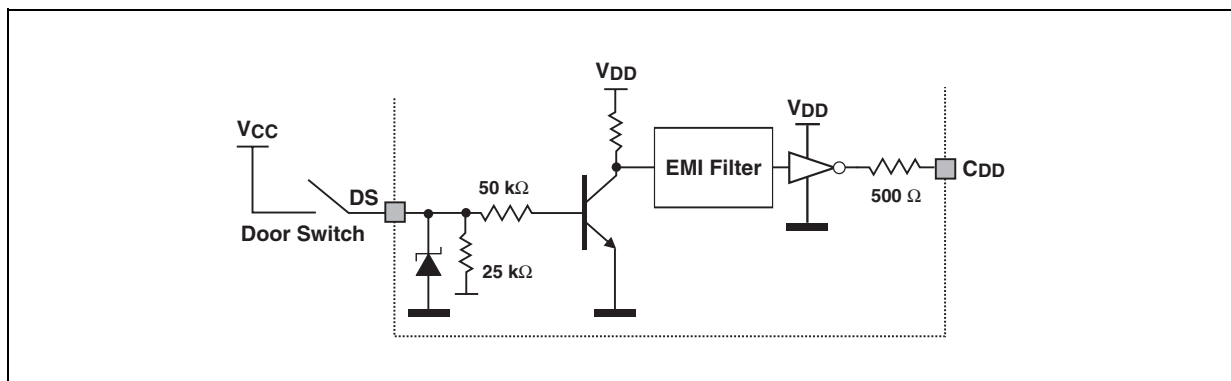 VDD
VDD
VCC
EMI Filter
CDD
DS
50 kΩ
500 Ω
Door Switch
25 kΩ